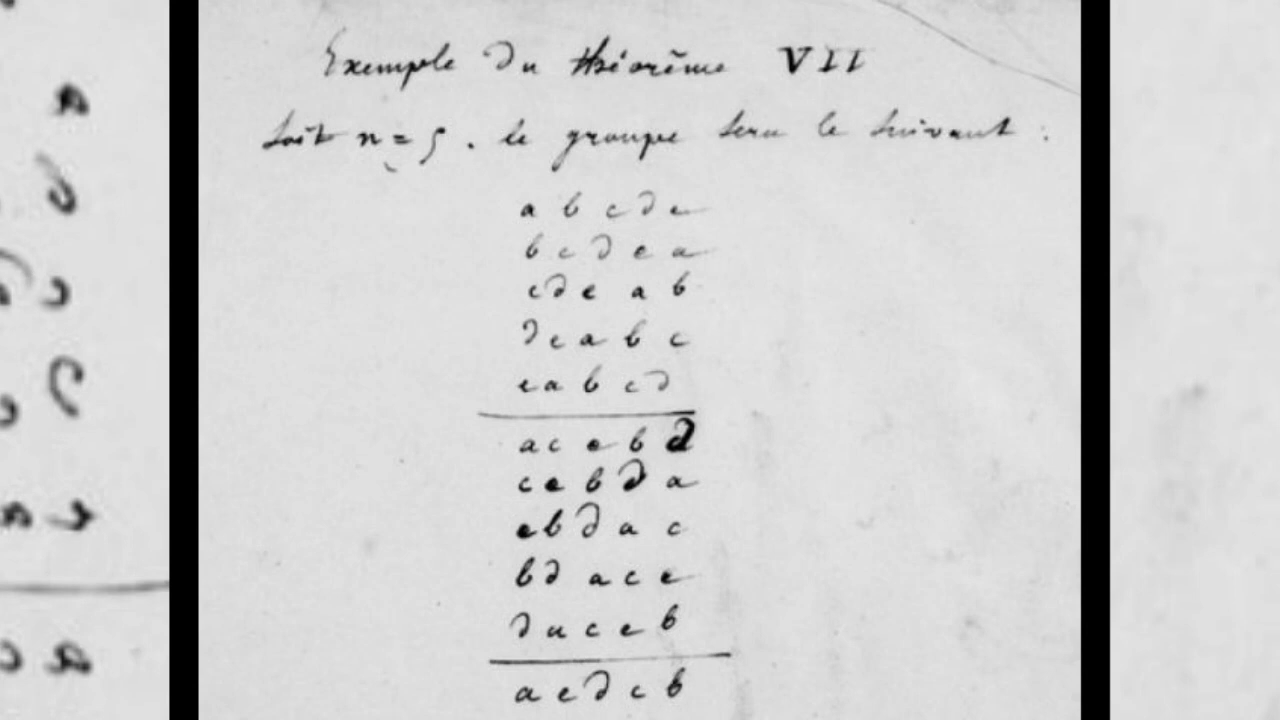 Exemple du théorème VII
Soit n = 5. le groupe sera le suivant :
a b c d e
b c d e a
c d e a b
d e a b c
e a b c d
a c e b d
c e b d a
e b d a c
b d a c e
d a c e b
a e d c b